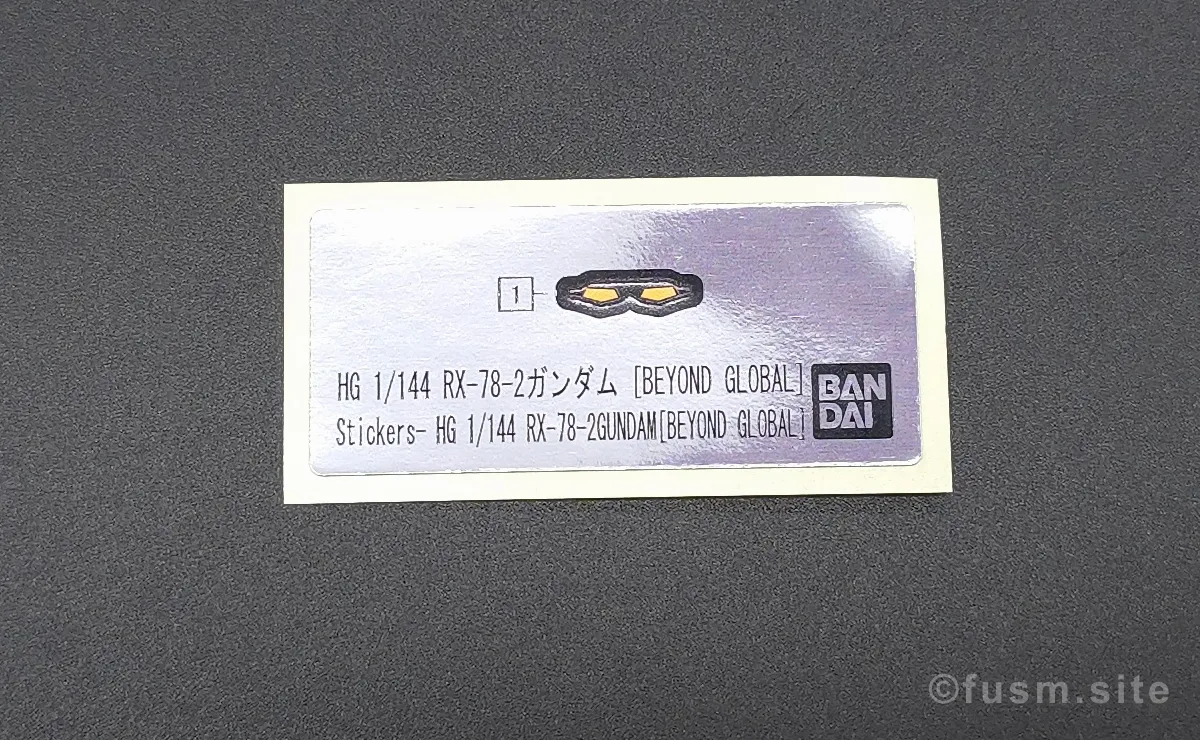 1
HG 1/144 RX-78-2ガンダム [BEYOND GLOBAL]
Stickers- HG 1/144 RX-78-2GUNDAM[BEYOND GLOBAL]
BAN
DAI
©fusm.site